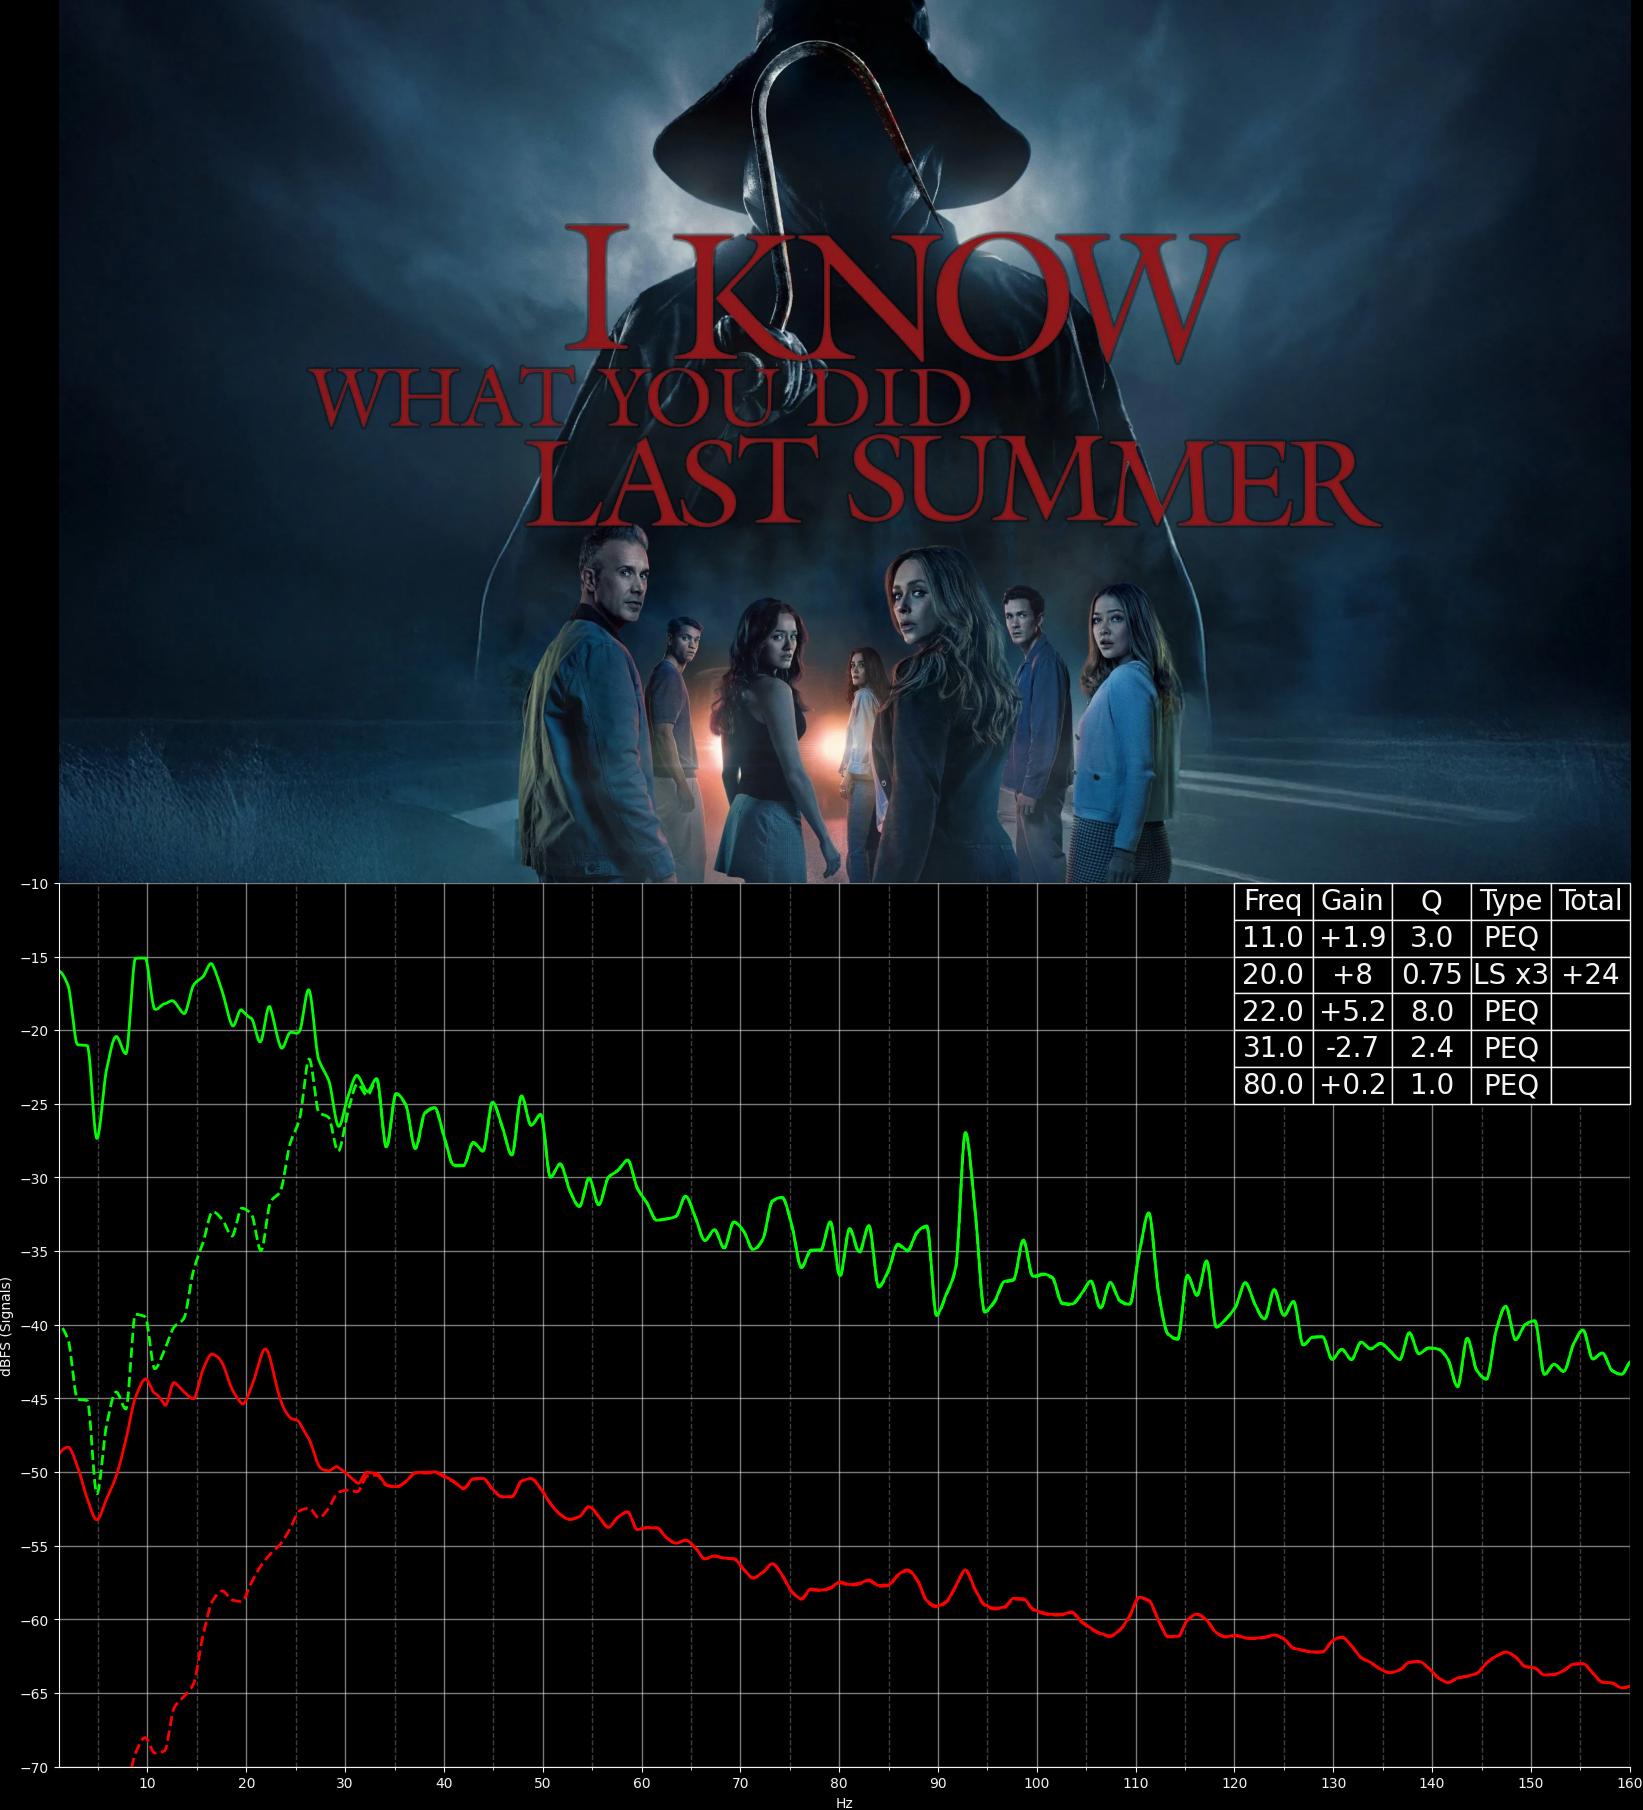 I KNOW
WHAT YOU DID
LAST SUMMER
−10
−15
−20
−25
−30
−35
−40
−45
−50
−55
−60
−65
−70
dBFS (Signals)
Freq Gain Q Type Total
11.0 +1.9 3.0 PEQ
20.0 +8 0.75 LS x3 +24
22.0 +5.2 8.0 PEQ
31.0 -2.7 2.4 PEQ
80.0 +0.2 1.0 PEQ
10 20 30 40 50 60 70 80 90 100 110 120 130 140 150 160
Hz